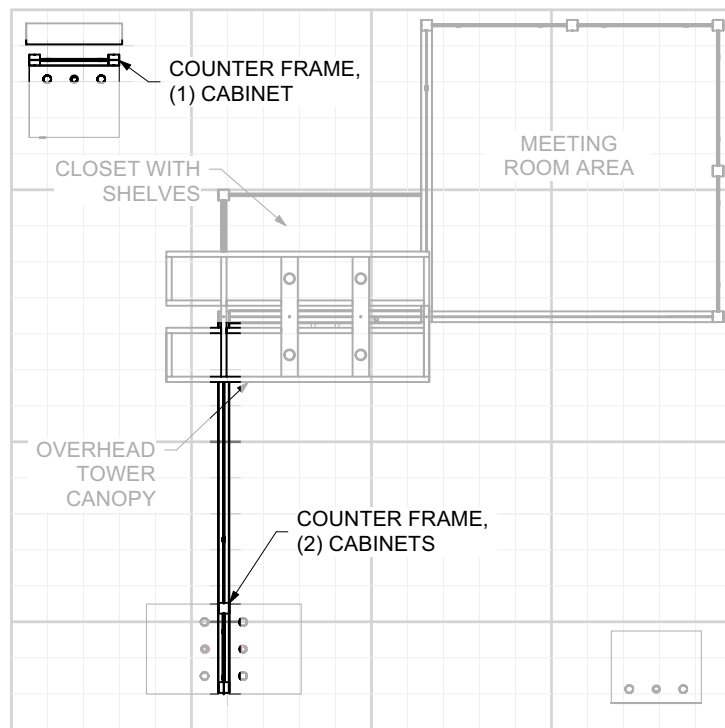 COUNTER FRAME,
(1) CABINET
MEETING
ROOM AREA
CLOSET WITH
SHELVES
OVERHEAD
TOWER
CANOPY
COUNTER FRAME,
(2) CABINETS